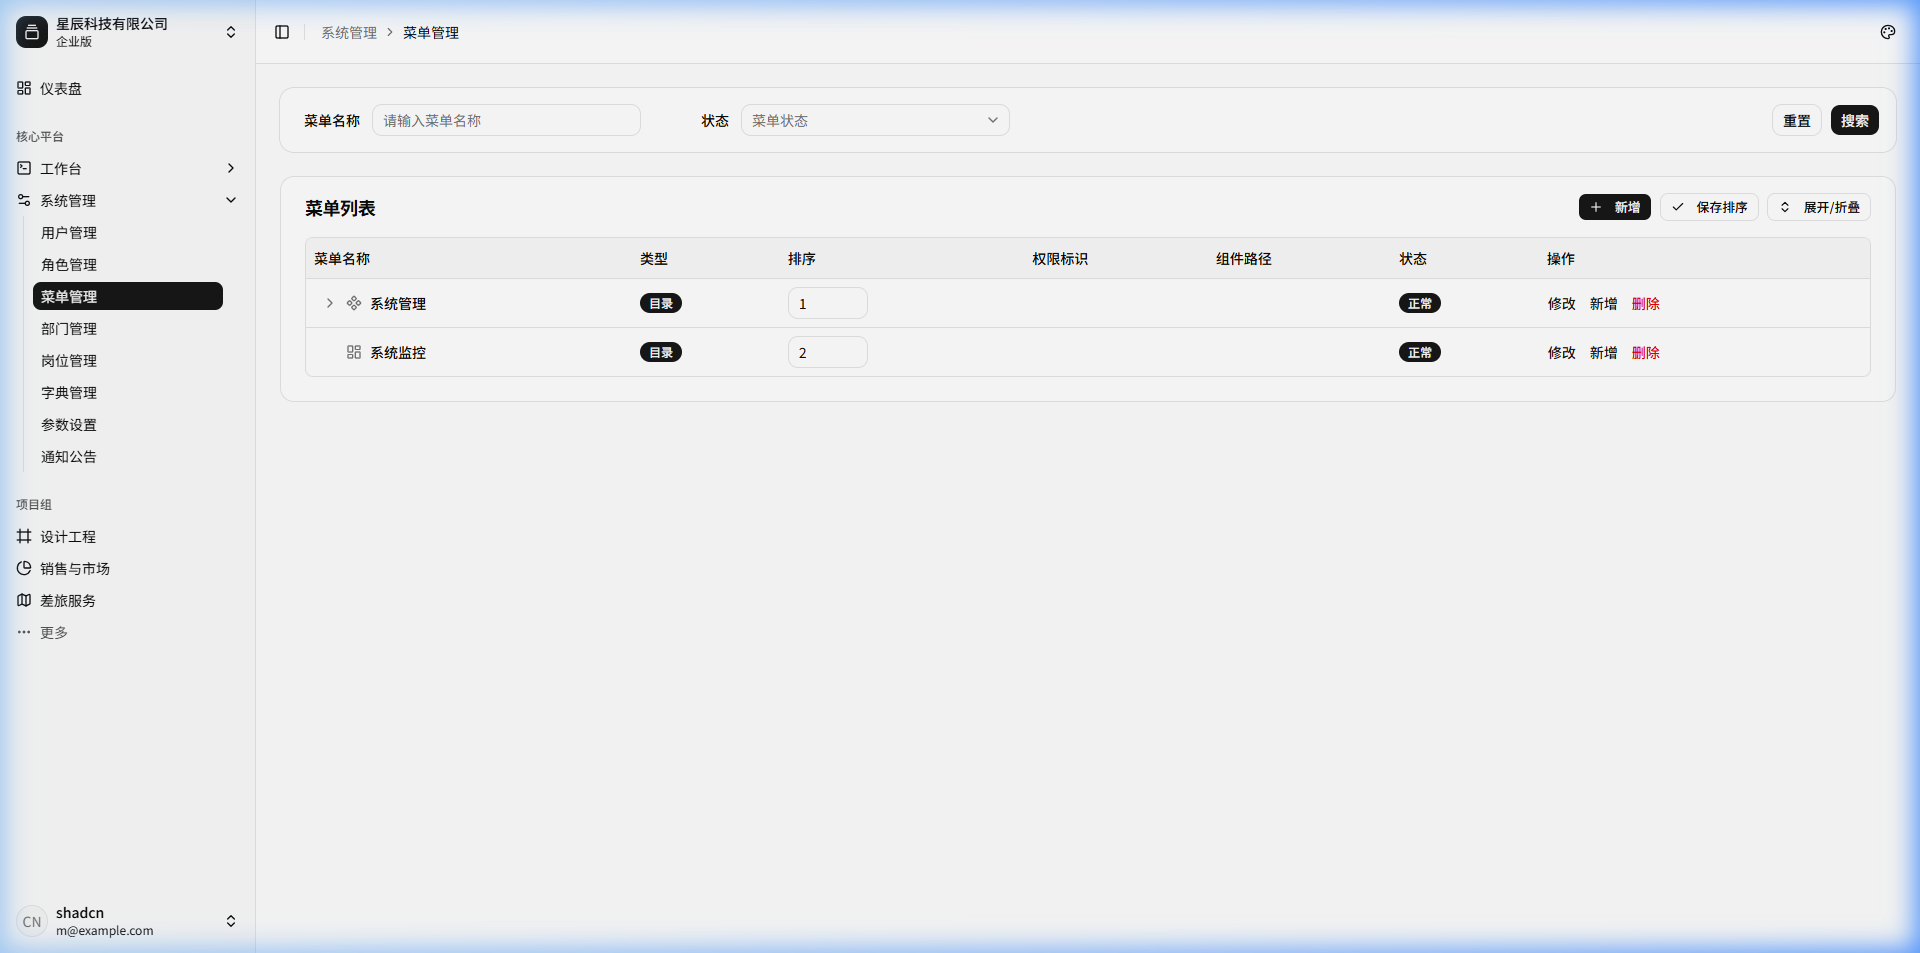 星辰科技有限公司
企业版
仪表盘
核心平台
工作台
系统管理
用户管理
角色管理
菜单管理
部门管理
岗位管理
字典管理
参数设置
通知公告
项目组
设计工程
销售与市场
差旅服务
更多
CN
shadcn
m@example.com
系统管理 菜单管理
菜单名称 请输入菜单名称 状态 菜单状态 重置 搜索
菜单列表 新增 保存排序 展开/折叠
菜单名称 类型 排序 权限标识 组件路径 状态 操作
系统管理 目录 1 正常 修改 新增 删除
系统监控 目录 2 正常 修改 新增 删除